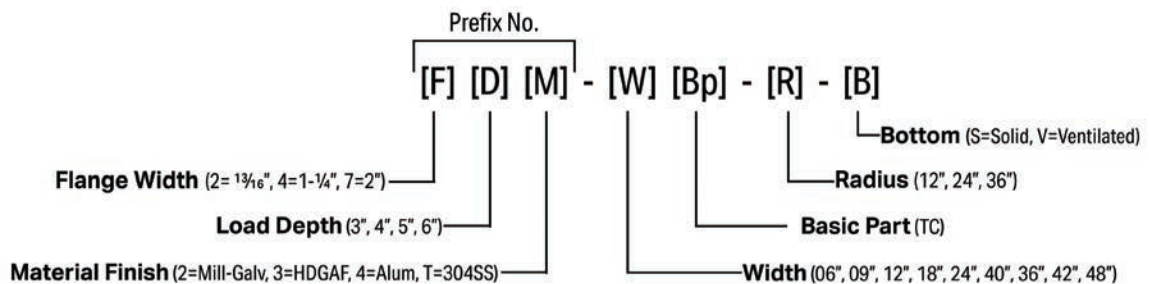 Prefix No.
[F] [D] [M] - [W] [Bp] - [R] - [B]
Bottom (S=Solid, V=Ventilated)
Flange Width (2= 13⁄16", 4=1-1⁄4", 7=2")
Radius (12", 24", 36")
Load Depth (3", 4", 5", 6")
Basic Part (TC)
Material Finish (2=Mill-Galv, 3=HDGAF, 4=Alum, T=304SS)
Width (06", 09", 12", 18", 24", 40", 36", 42", 48")